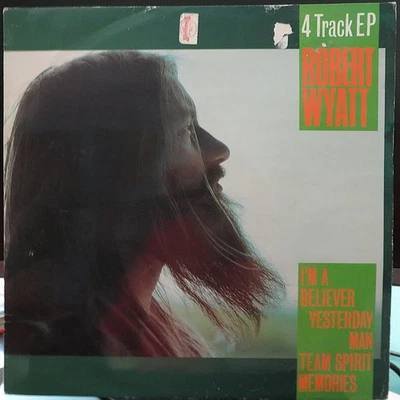 4 Track EP
ROBERT
WYATT
I'M A
BELIEVER
YESTERDAY
MAN
TEAM SPIRIT
MEMORIES